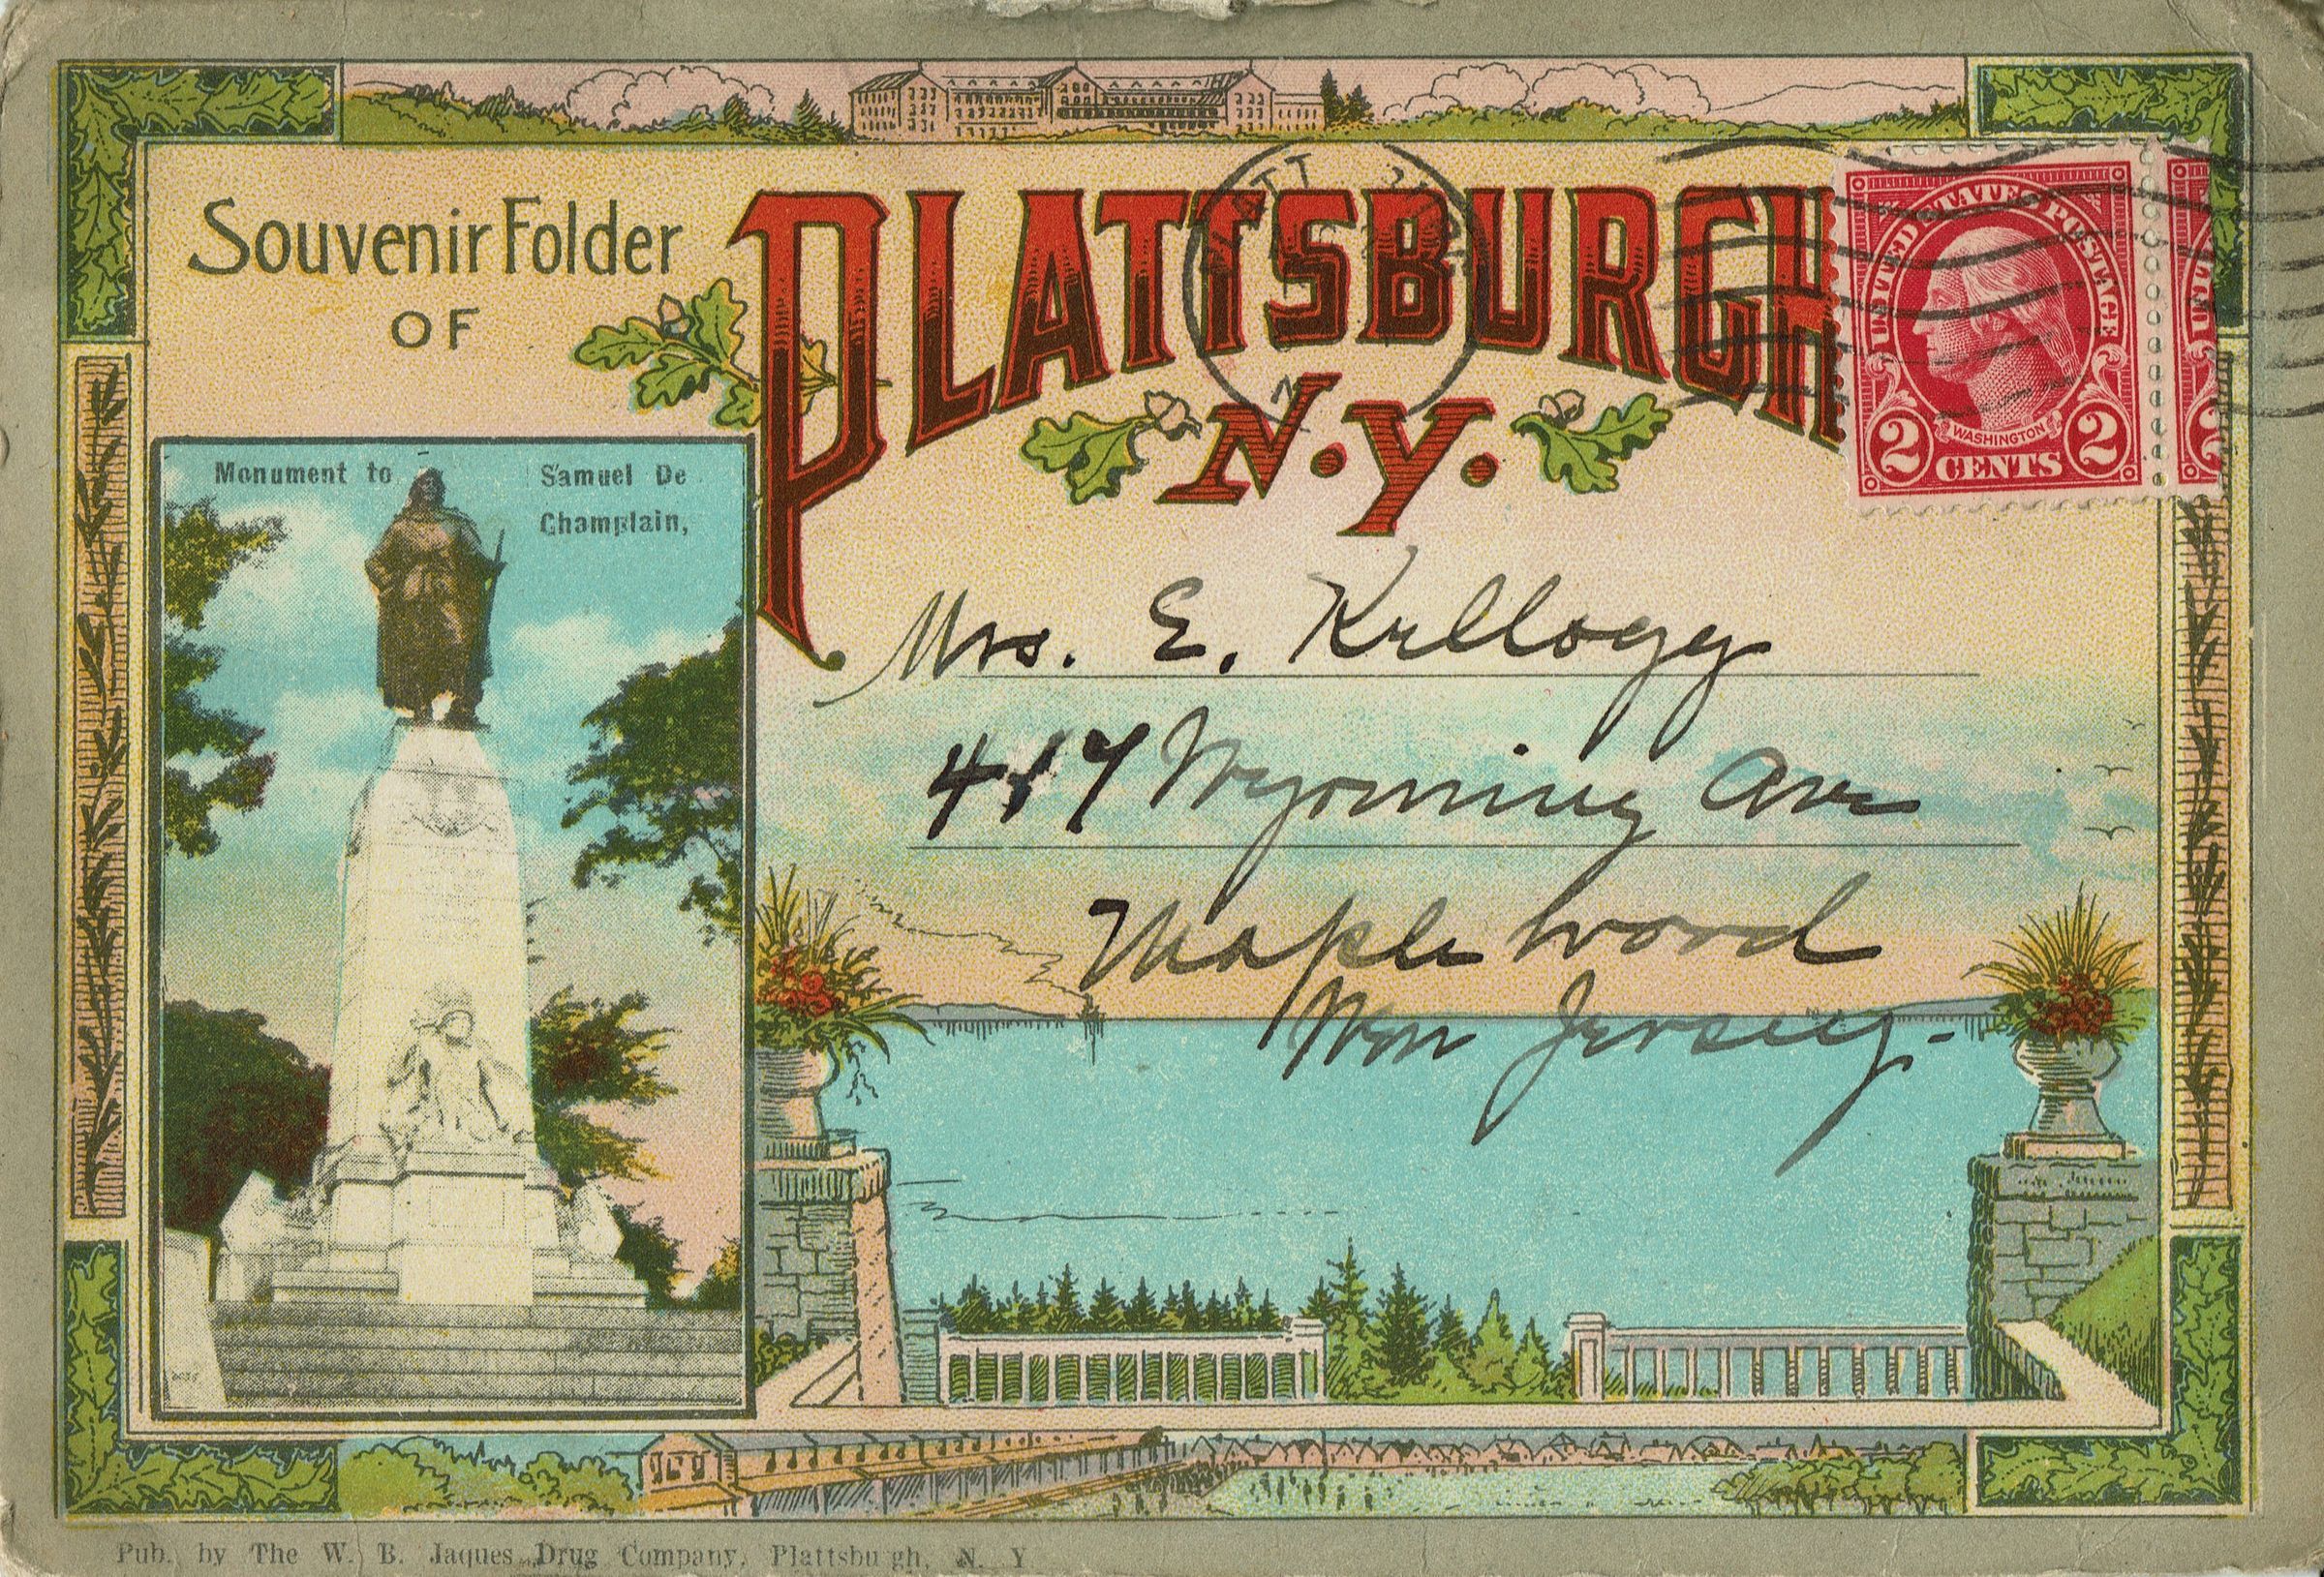 Souvenir Folder
OF
PLATTSBURGH
N.Y.
Monument to Samuel De
Champlain,
UNITED STATES POSTAGE
WASHINGTON
2 CENTS 2
Mrs. E. Kellogg
417 Wyoming Ave
Maplewood
New Jersey.
Pub. by The W. B. Jaques Drug Company, Plattsburgh, N. Y